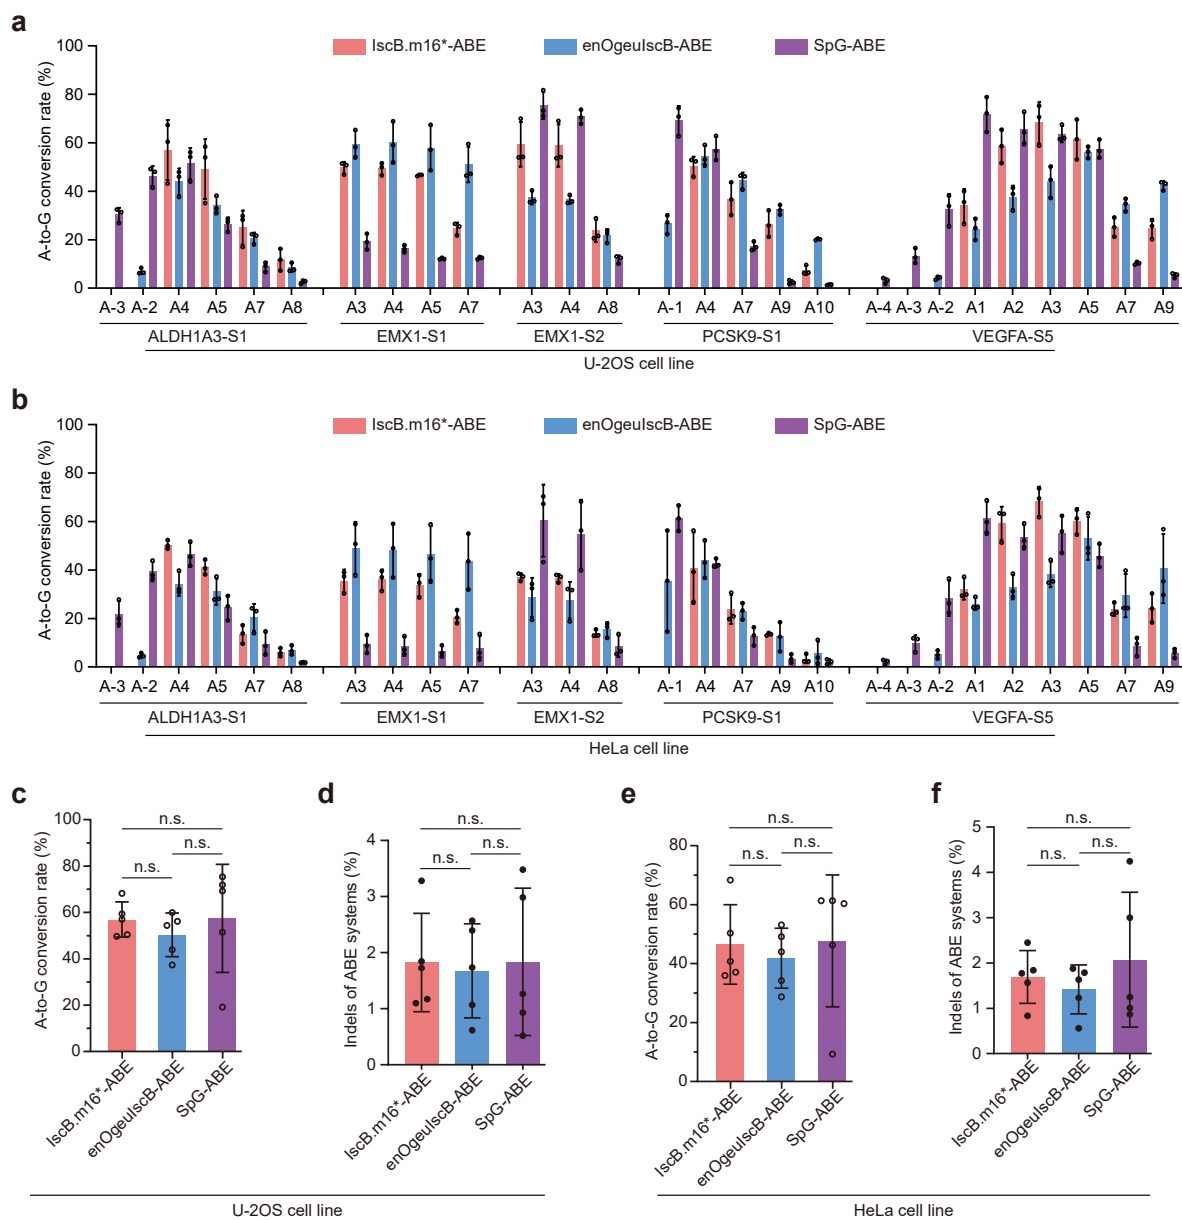 a
IscB.m16*-ABE enOgeuIscB-ABE SpG-ABE
A-to-G conversion rate (%)
100
80
60
40
20
0
A-3 A-2 A4 A5 A7 A8 A3 A4 A5 A7 A3 A4 A8 A-1 A4 A7 A9 A10 A-4 A-3 A-2 A1 A2 A3 A5 A7 A9
ALDH1A3-S1 EMX1-S1 EMX1-S2 PCSK9-S1 VEGFA-S5
U-2OS cell line
b
IscB.m16*-ABE enOgeuIscB-ABE SpG-ABE
A-to-G conversion rate (%)
100
80
60
40
20
0
A-3 A-2 A4 A5 A7 A8 A3 A4 A5 A7 A3 A4 A8 A-1 A4 A7 A9 A10 A-4 A-3 A-2 A1 A2 A3 A5 A7 A9
ALDH1A3-S1 EMX1-S1 EMX1-S2 PCSK9-S1 VEGFA-S5
HeLa cell line
c
A-to-G conversion rate (%)
100
80
60
40
20
0
n.s.
n.s. n.s.
IscB.m16*-ABE
enOgeuIscB-ABE
SpG-ABE
d
Indels of ABE systems (%)
4
3
2
1
0
n.s.
n.s. n.s.
IscB.m16*-ABE
enOgeuIscB-ABE
SpG-ABE
U-2OS cell line
e
A-to-G conversion rate (%)
80
60
40
20
0
n.s.
n.s. n.s.
IscB.m16*-ABE
enOgeuIscB-ABE
SpG-ABE
f
Indels of ABE systems (%)
5
4
3
2
1
0
n.s.
n.s. n.s.
IscB.m16*-ABE
enOgeuIscB-ABE
SpG-ABE
HeLa cell line